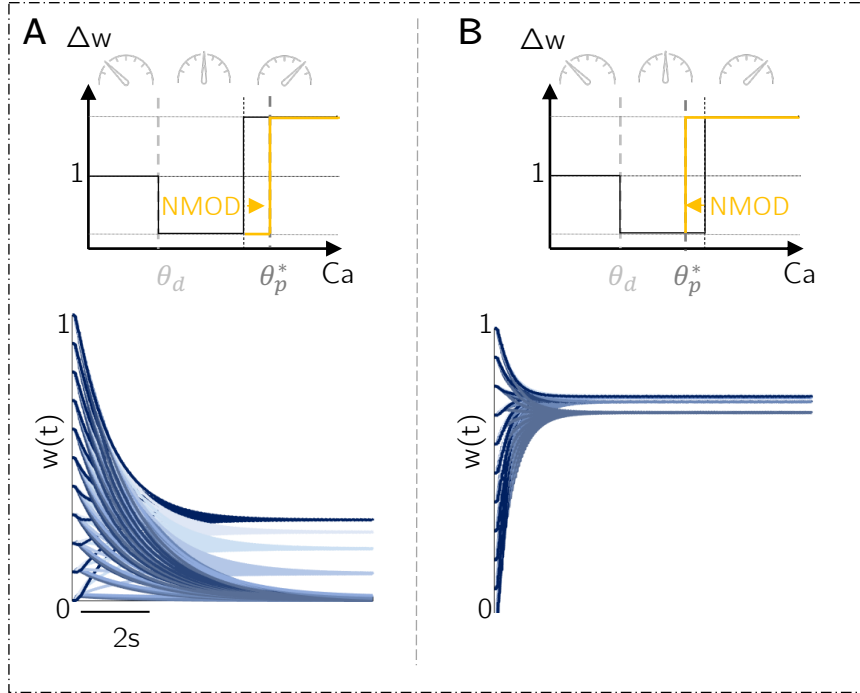 A
Δw
1
NMOD
θ_d
θ_p^*
Ca
1
w(t)
0
2s
B
Δw
1
NMOD
θ_d
θ_p^*
Ca
1
w(t)
0